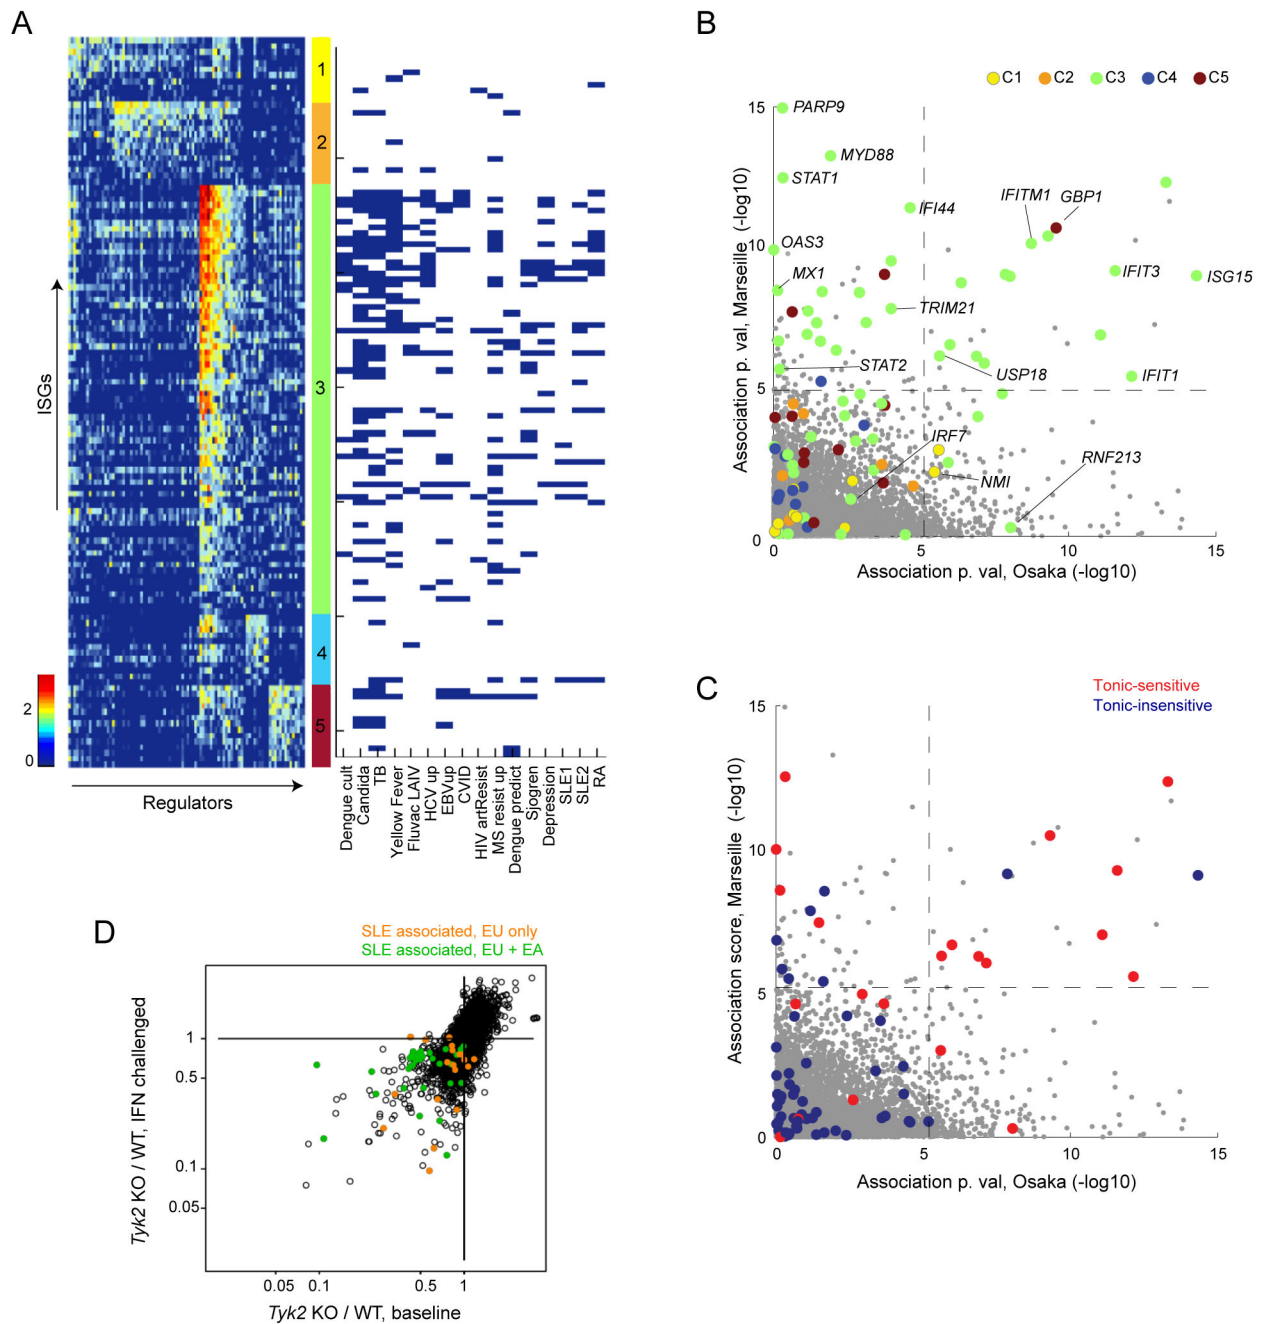 A
1
2
3
4
5
ISGs
2
0
Regulators
Dengue cult
Candida
TB
Yellow Fever
Fluvac LAIV
HCV up
EBVup
CVID
HIV artResist
MS resist up
Dengue predict
Sjogren
Depression
SLE1
SLE2
RA
B
C1 C2 C3 C4 C5
15
PARP9
MYD88
STAT1
IFI44
IFITM1
GBP1
10
OAS3
MX1
IFIT3
ISG15
TRIM21
STAT2
USP18
IFIT1
5
IRF7
NMI
RNF213
0
0 5 10 15
Association p. val, Marseille (-log10)
Association p. val, Osaka (-log10)
C
Tonic-sensitive
Tonic-insensitive
15
10
5
0
0 5 10 15
Association score, Marseille (-log10)
Association p. val, Osaka (-log10)
D
SLE associated, EU only
SLE associated, EU + EA
1
0.5
0.1
0.05
0.05 0.1 0.5 1
Tyk2 KO / WT, IFN challenged
Tyk2 KO / WT, baseline